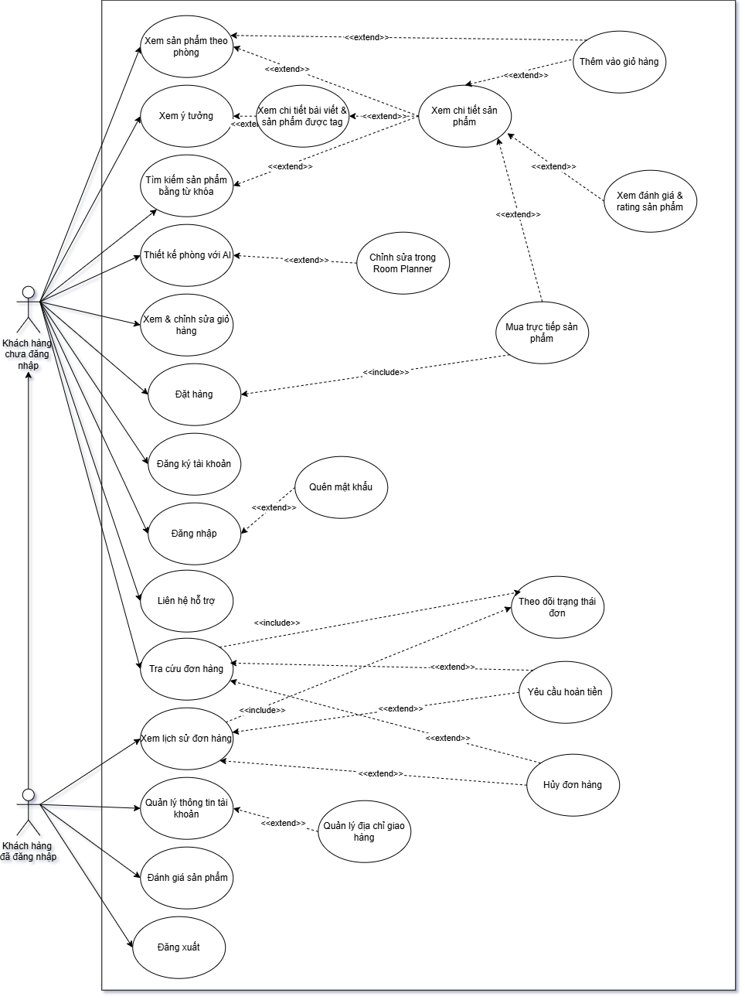 Xem sản phẩm theo
phòng
<<extend>>
Thêm vào giỏ hàng
<<extend>>
<<extend>>
Xem ý tưởng
<<exte
Xem chi tiết bài viết &
sản phẩm được tag
<<extend>>
Xem chi tiết sản
phẩm
Tìm kiếm sản phẩm
bằng từ khóa
<<extend>>
<<extend>>
Xem đánh giá &
rating sản phẩm
<<extend>>
Thiết kế phòng với AI
<<extend>>
Chỉnh sửa trong
Room Planner
Xem & chỉnh sửa giỏ
hàng
Mua trực tiếp sản
phẩm
Khách hàng
chưa đăng
nhập
<<include>>
Đặt hàng
Đăng ký tài khoản
Quên mật khẩu
<<extend>>
Đăng nhập
Liên hệ hỗ trợ
Theo dõi trạng thái
đơn
<<include>>
Tra cứu đơn hàng
<<extend>>
Yêu cầu hoàn tiền
<<include>>
<<extend>>
Xem lịch sử đơn hàng
<<extend>>
<<extend>>
Hủy đơn hàng
Quản lý thông tin tài
khoản
<<extend>>
Quản lý địa chỉ giao
hàng
Khách hàng
đã đăng nhập
Đánh giá sản phẩm
Đăng xuất